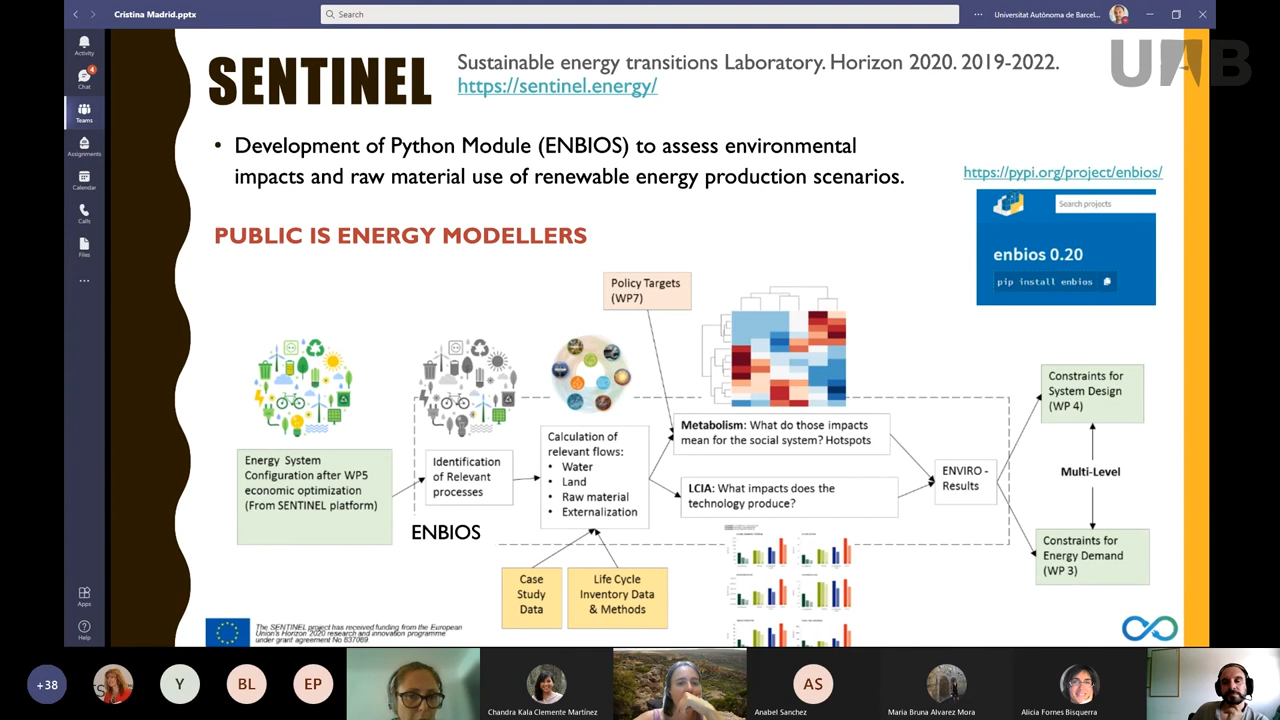 Cristina Madrid.pptx
Search
Universitat Autònoma de Barcel...
Activity
4
Chat
Teams
Assignments
Calendar
Calls
Files
Apps
Help
UAB
SENTINEL
Sustainable energy transitions Laboratory. Horizon 2020. 2019-2022.
https://sentinel.energy/
• Development of Python Module (ENBIOS) to assess environmental
impacts and raw material use of renewable energy production scenarios.
https://pypi.org/project/enbios/
Search projects
enbios 0.20
pip install enbios
PUBLIC IS ENERGY MODELLERS
Policy Targets
(WP7)
Energy System
Configuration after WP5
economic optimization
(From SENTINEL platform)
Identification
of Relevant
processes
ENBIOS
Calculation of
relevant flows:
• Water
• Land
• Raw material
• Externalization
Metabolism: What do those impacts
mean for the social system? Hotspots
LCIA: What impacts does the
technology produce?
ENVIRO -
Results
Constraints for
System Design
(WP 4)
Multi-Level
Constraints for
Energy Demand
(WP 3)
Case
Study
Data
Life Cycle
Inventory Data
& Methods
The SENTINEL project has received funding from the European
Union's Horizon 2020 research and innovation programme
under grant agreement No 837089
+38
Y
BL
EP
Chandra Kala Clemente Martínez
AS
Anabel Sanchez
Maria Bruna Alvarez Mora
Alicia Fornes Bisquerra